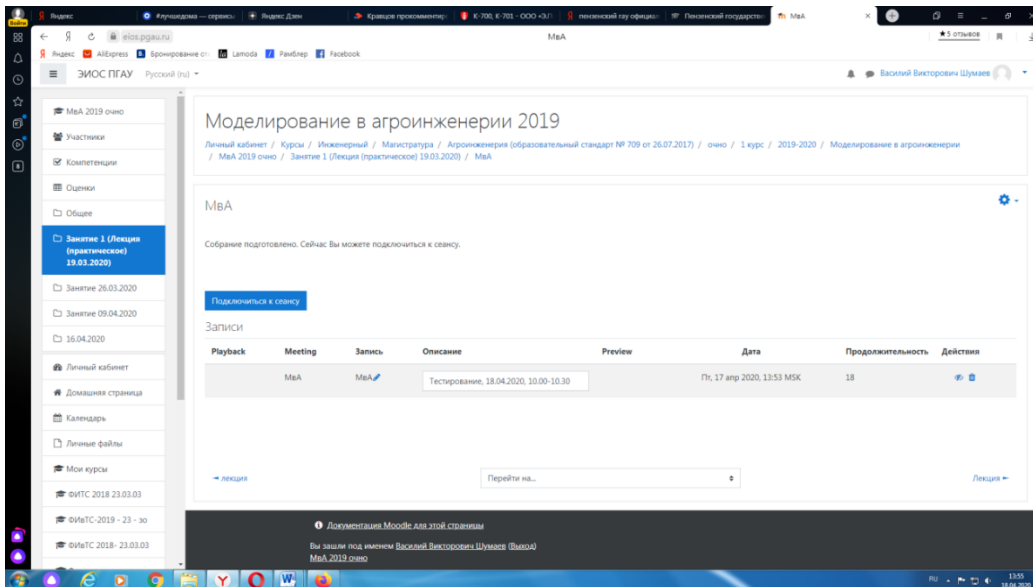 Яндекс
#лучшедома — сервисы
Яндекс Дзен
Кравцов прокомментиро
К-700, К-701 - ООО «З.П
пензенский гау официал
Пензенский государстве
МвА
Войти
eios.pgau.ru
МвА
★5 отзывов
Яндекс
AliExpress
Бронирование от
Lamoda
Рамблер
Facebook
ЭИОС ПГАУ
Русский (ru)
Василий Викторович Шумаев
МвА 2019 очно
Участники
Компетенции
Оценки
Общее
Занятие 1 (Лекция
(практическое)
19.03.2020)
Занятие 26.03.2020
Занятие 09.04.2020
16.04.2020
Личный кабинет
Домашняя страница
Календарь
Личные файлы
Мои курсы
ФИТС 2018 23.03.03
ФИвТС-2019 - 23 - зо
ФИвТС 2018- 23.03.03
Моделирование в агроинженерии 2019
Личный кабинет / Курсы / Инженерный / Магистратура / Агроинженерия (образовательный стандарт № 709 от 26.07.2017) / очно / 1 курс / 2019-2020 / Моделирование в агроинженерии
/ МвА 2019 очно / Занятие 1 (Лекция (практическое) 19.03.2020) / МвА
МвА
Собрание подготовлено. Сейчас Вы можете подключиться к сеансу.
Подключиться к сеансу
Записи
Playback Meeting Запись Описание Preview Дата Продолжительность Действия
МвА МвА Тестирование, 18.04.2020, 10.00-10.30 Пт, 17 апр 2020, 13:53 MSK 18
◄ лекция
Перейти на...
Лекция ►
Документация Moodle для этой страницы
Вы зашли под именем Василий Викторович Шумаев (Выход)
МвА 2019 очно
RU
13:55
18.04.2020